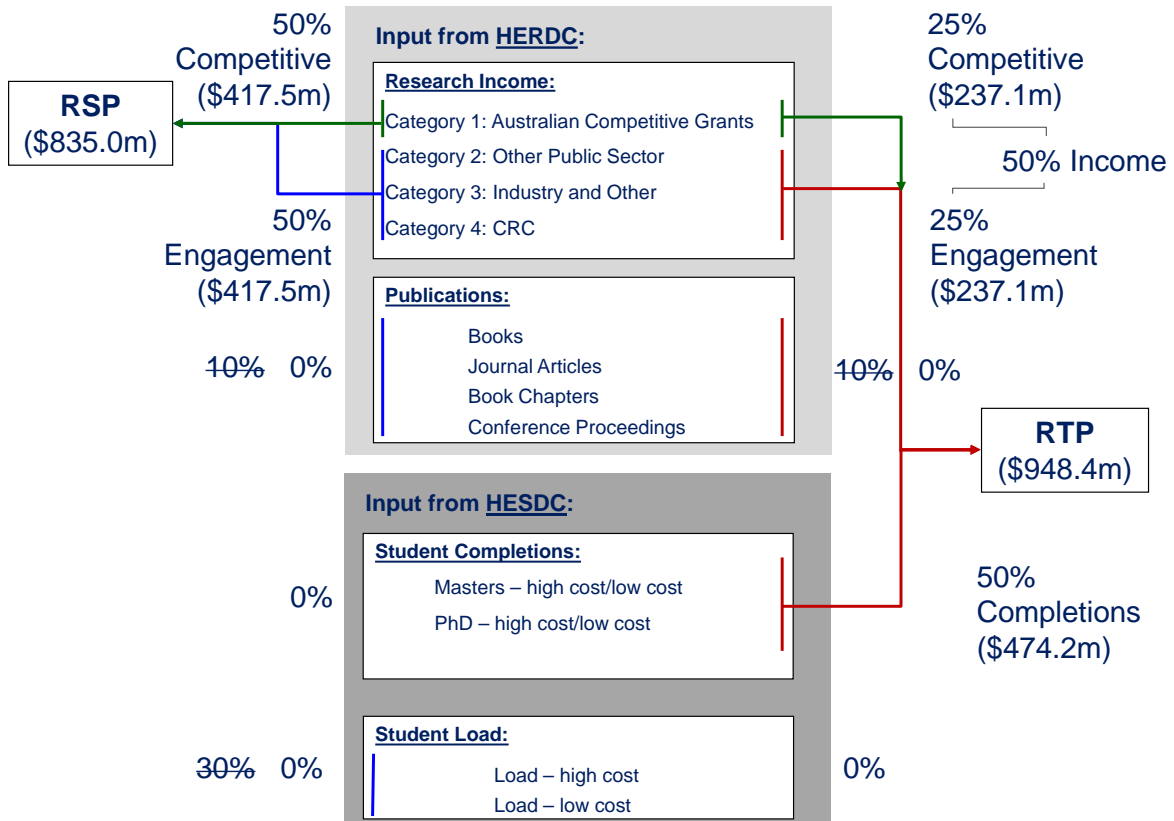 50%
Competitive
($417.5m)
RSP
($835.0m)
50%
Engagement
($417.5m)
10% 0%
0%
30% 0%
Input from HERDC:
Research Income:
Category 1: Australian Competitive Grants
Category 2: Other Public Sector
Category 3: Industry and Other
Category 4: CRC
Publications:
Books
Journal Articles
Book Chapters
Conference Proceedings
Input from HESDC:
Student Completions:
Masters – high cost/low cost
PhD – high cost/low cost
Student Load:
Load – high cost
Load – low cost
25%
Competitive
($237.1m)
50% Income
25%
Engagement
($237.1m)
10% 0%
RTP
($948.4m)
50%
Completions
($474.2m)
0%